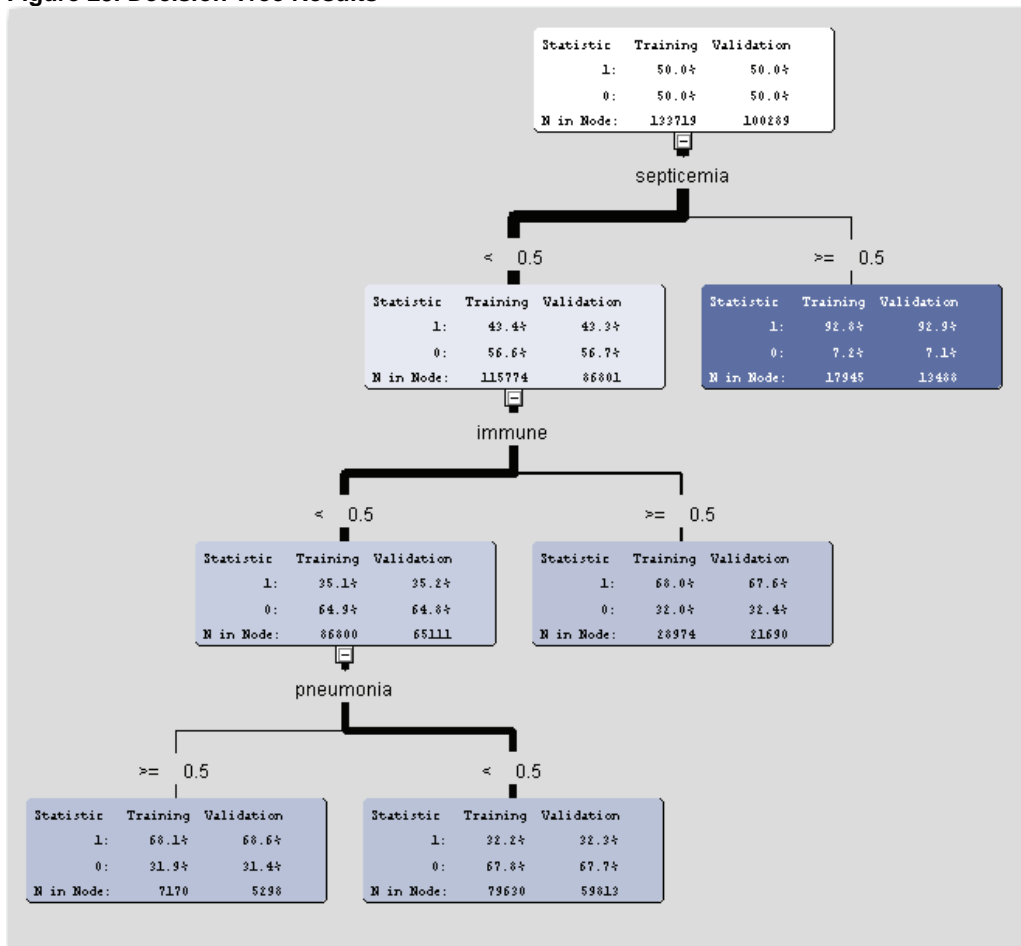 Figure 23. Decision Tree Results
Statistic Training Validation
1: 50.0% 50.0%
0: 50.0% 50.0%
N in Node: 133719 100289
septicemia
< 0.5
>= 0.5
Statistic Training Validation
1: 43.4% 43.3%
0: 56.6% 56.7%
N in Node: 115774 86801
Statistic Training Validation
1: 92.8% 92.9%
0: 7.2% 7.1%
N in Node: 17945 13488
immune
< 0.5
>= 0.5
Statistic Training Validation
1: 35.1% 35.2%
0: 64.9% 64.8%
N in Node: 86800 65111
Statistic Training Validation
1: 68.0% 67.6%
0: 32.0% 32.4%
N in Node: 28974 21690
pneumonia
>= 0.5
< 0.5
Statistic Training Validation
1: 68.1% 68.6%
0: 31.9% 31.4%
N in Node: 7170 5298
Statistic Training Validation
1: 32.2% 32.3%
0: 67.8% 67.7%
N in Node: 79630 59813